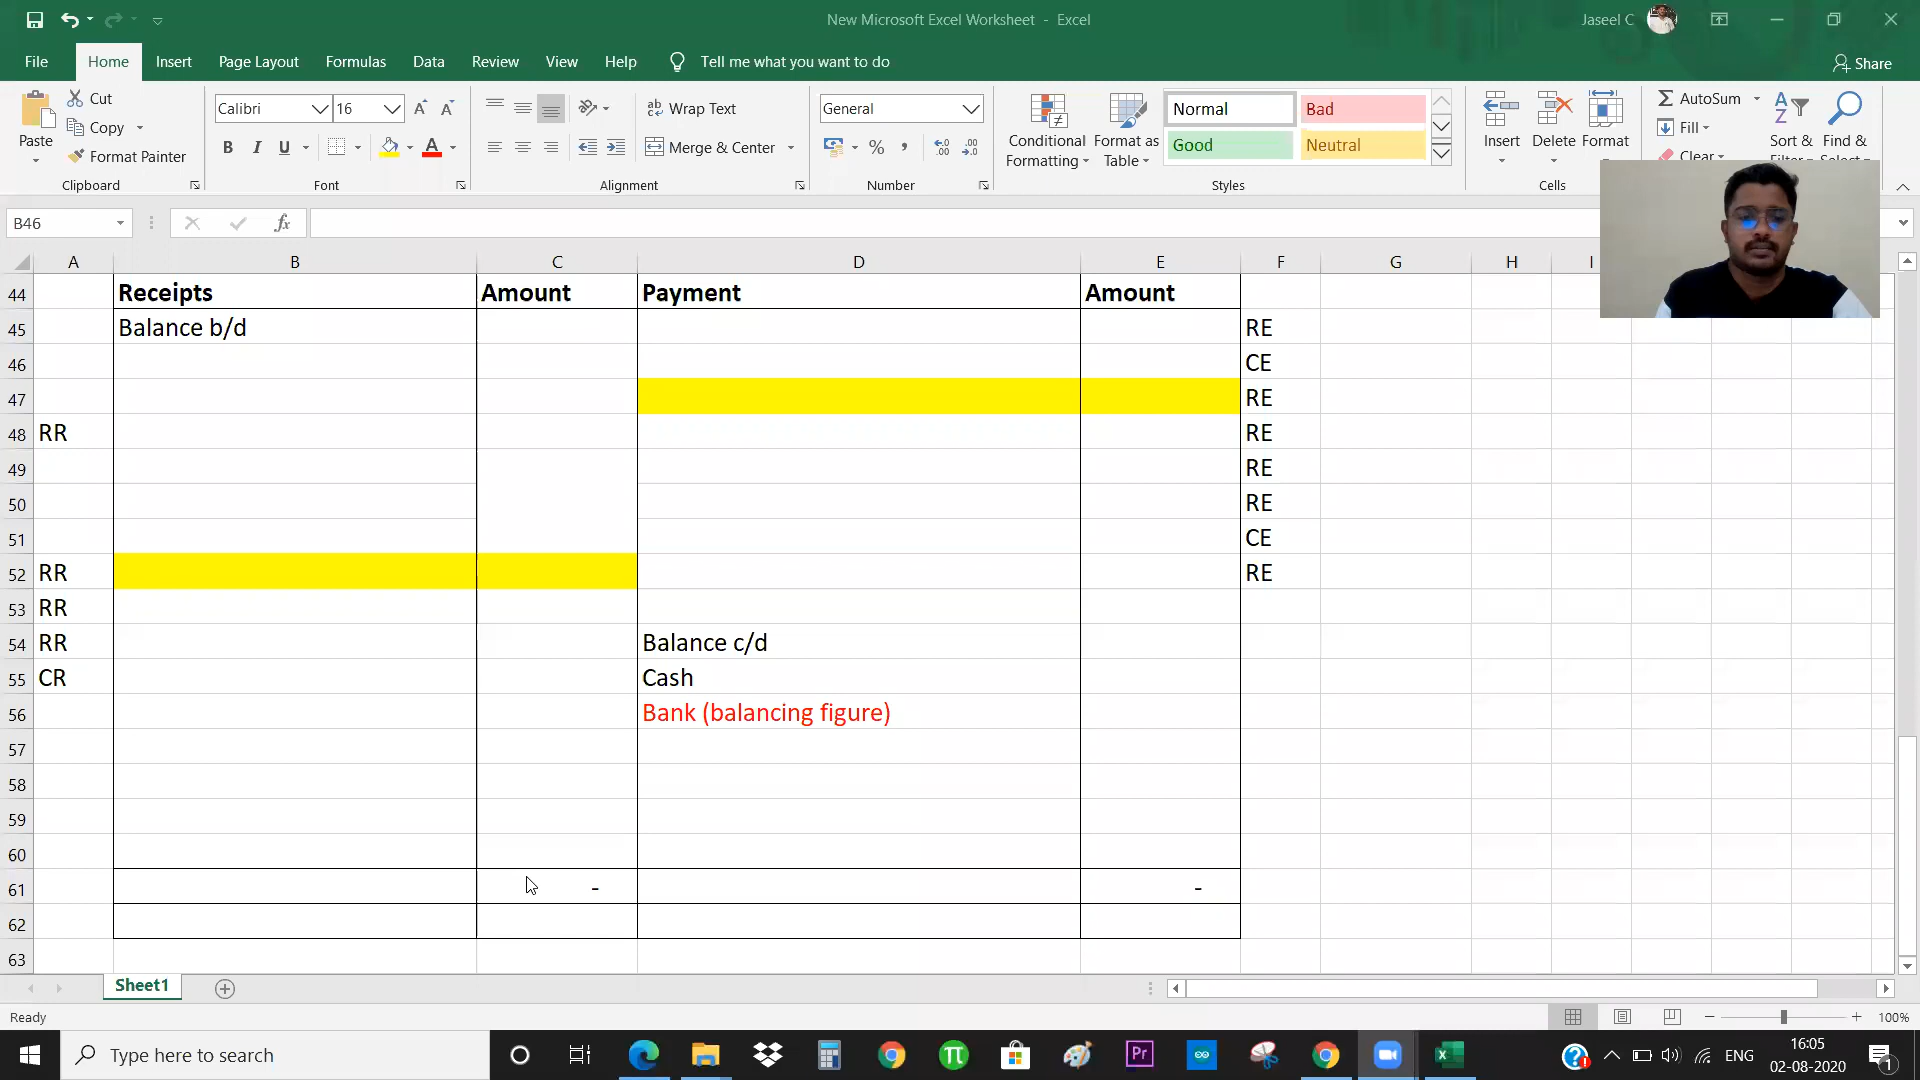 New Microsoft Excel Worksheet - Excel
Jaseel C
File Home Insert Page Layout Formulas Data Review View Help Tell me what you want to do
Share
Paste
Cut
Copy
Format Painter
Clipboard
Calibri 16
B I U
Font
Wrap Text
Merge & Center
Alignment
General
Number
Conditional Formatting
Format as Table
Normal Bad
Good Neutral
Styles
Insert Delete Format
Cells
AutoSum
Fill
Clear
Sort &
Find &
B46
fx
A B C D E F G H I
44 Receipts Amount Payment Amount
45 Balance b/d RE
46 CE
47 RE
48 RR RE
49 RE
50 RE
51 CE
52 RR RE
53 RR
54 RR Balance c/d
55 CR Cash
56 Bank (balancing figure)
57
58
59
60
61 - -
62
63
Sheet1
Ready
100%
Type here to search
Pr
ENG
16:05
02-08-2020
1